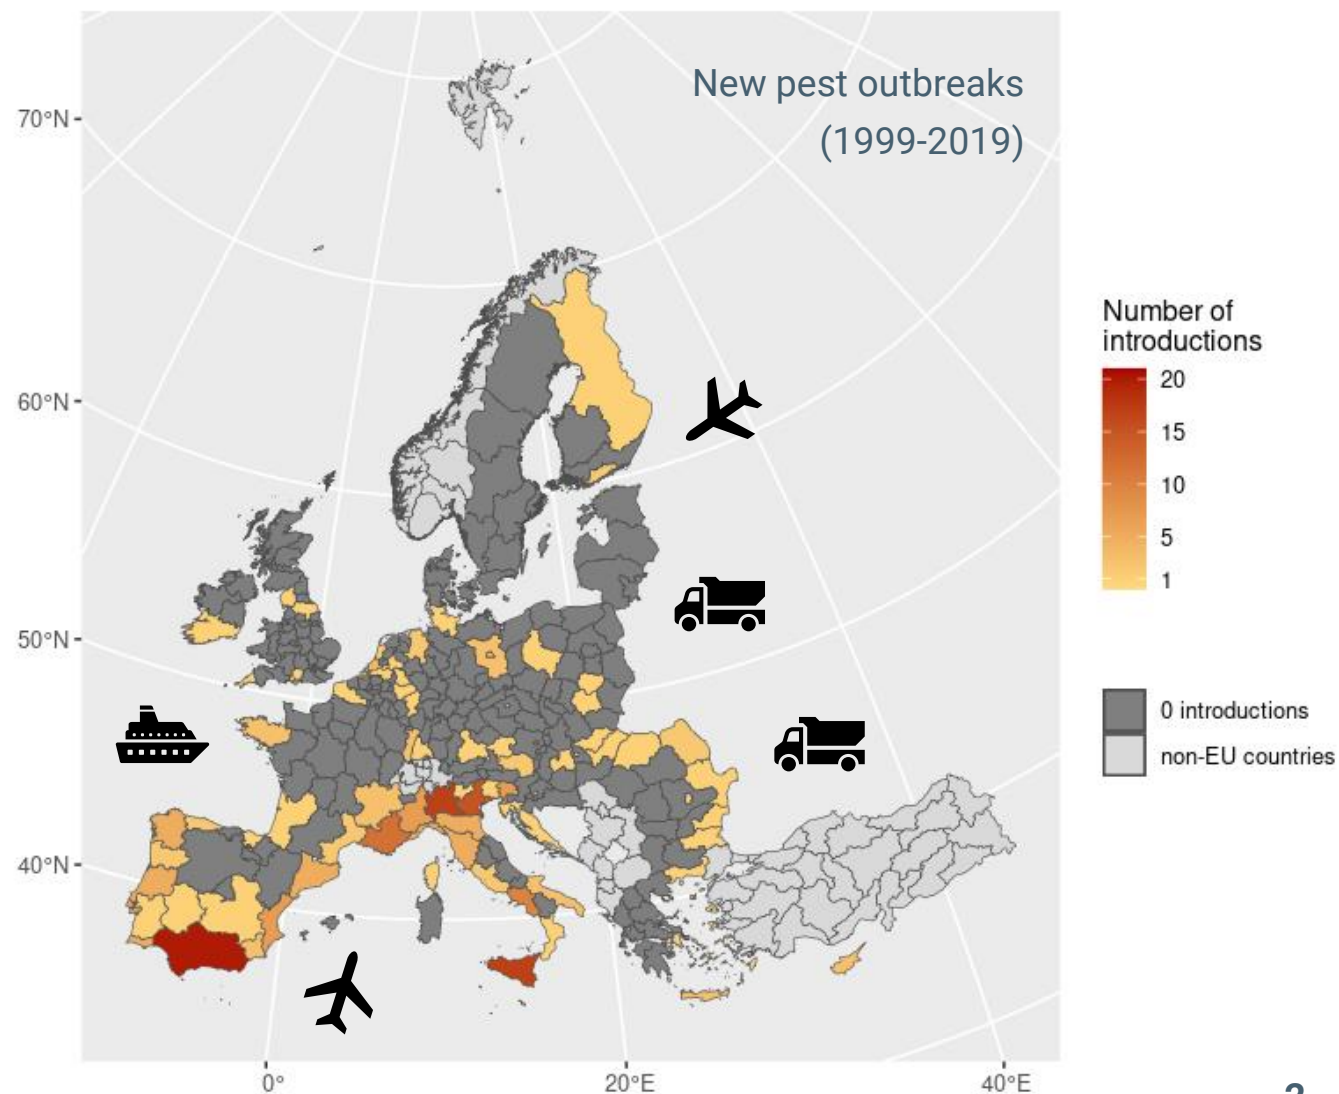 New pest outbreaks
(1999-2019)
70°N
60°N
50°N
40°N
0°
20°E
40°E
Number of
introductions
20
15
10
5
1
0 introductions
non-EU countries